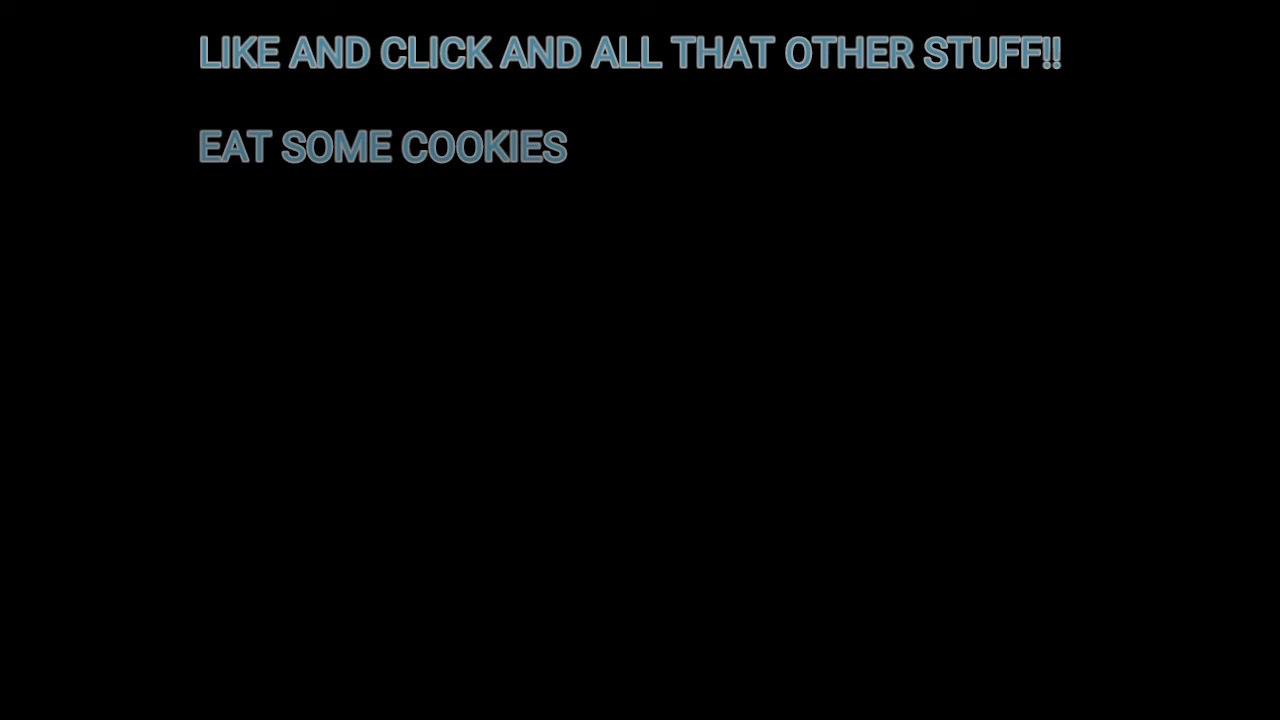 LIKE AND CLICK AND ALL THAT OTHER STUFF!!
EAT SOME COOKIES